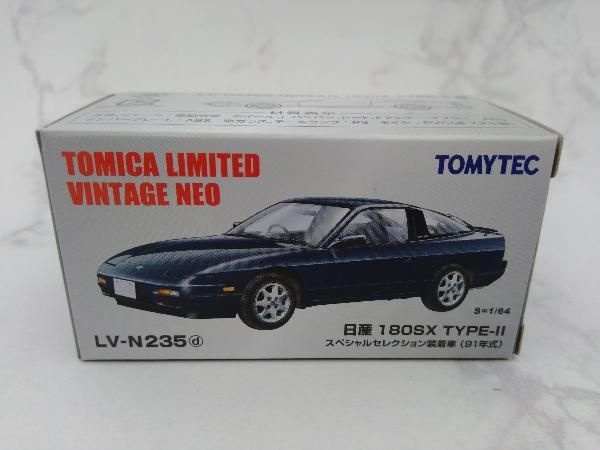 TOMICA LIMITED
VINTAGE NEO
TOMYTEC
S=1/64
LV-N235ⓓ
日産 180SX TYPE-II
スペシャルセレクション装着車 (91年式)